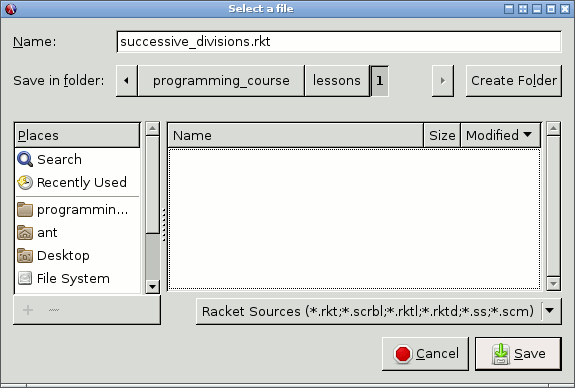 Select a file
Name: successive_divisions.rkt
Save in folder: programming_course lessons 1 Create Folder
Places Name Size Modified
Search
Recently Used
programmin...
ant
Desktop
File System
Racket Sources (*.rkt;*.scrbl;*.rktl;*.rktd;*.ss;*.scm)
Cancel Save